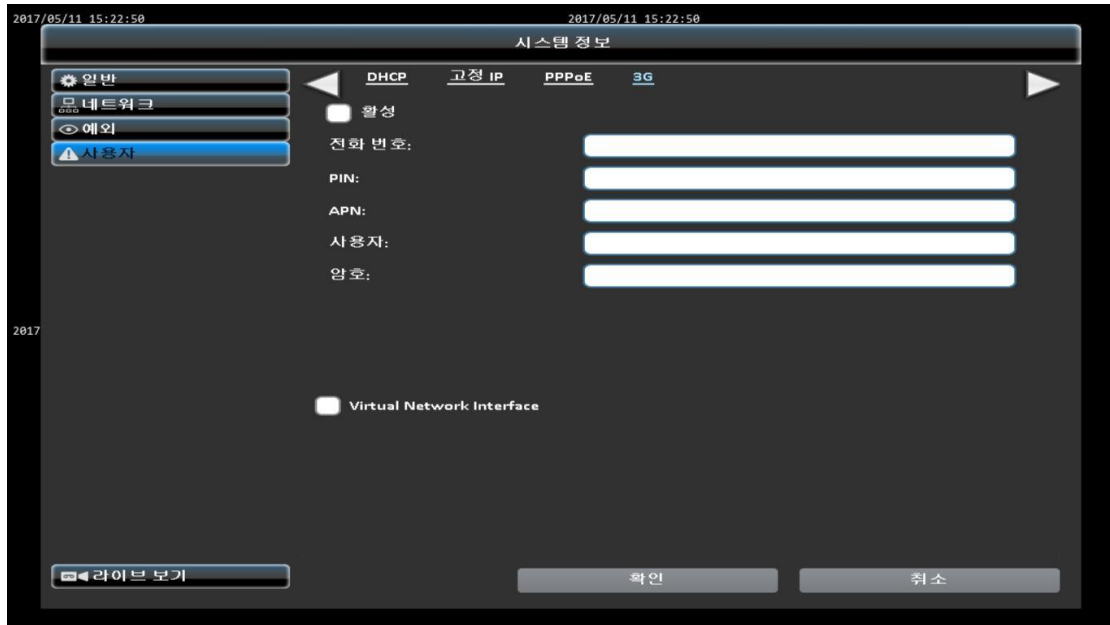 2017/05/11 15:22:50
2017/05/11 15:22:50
시스템 정보
일반
네트워크
예외
사용자
DHCP 고정 IP PPPoE 3G
활성
전화 번호:
PIN:
APN:
사용자:
암호:
2017
Virtual Network Interface
라이브 보기
확인
취소